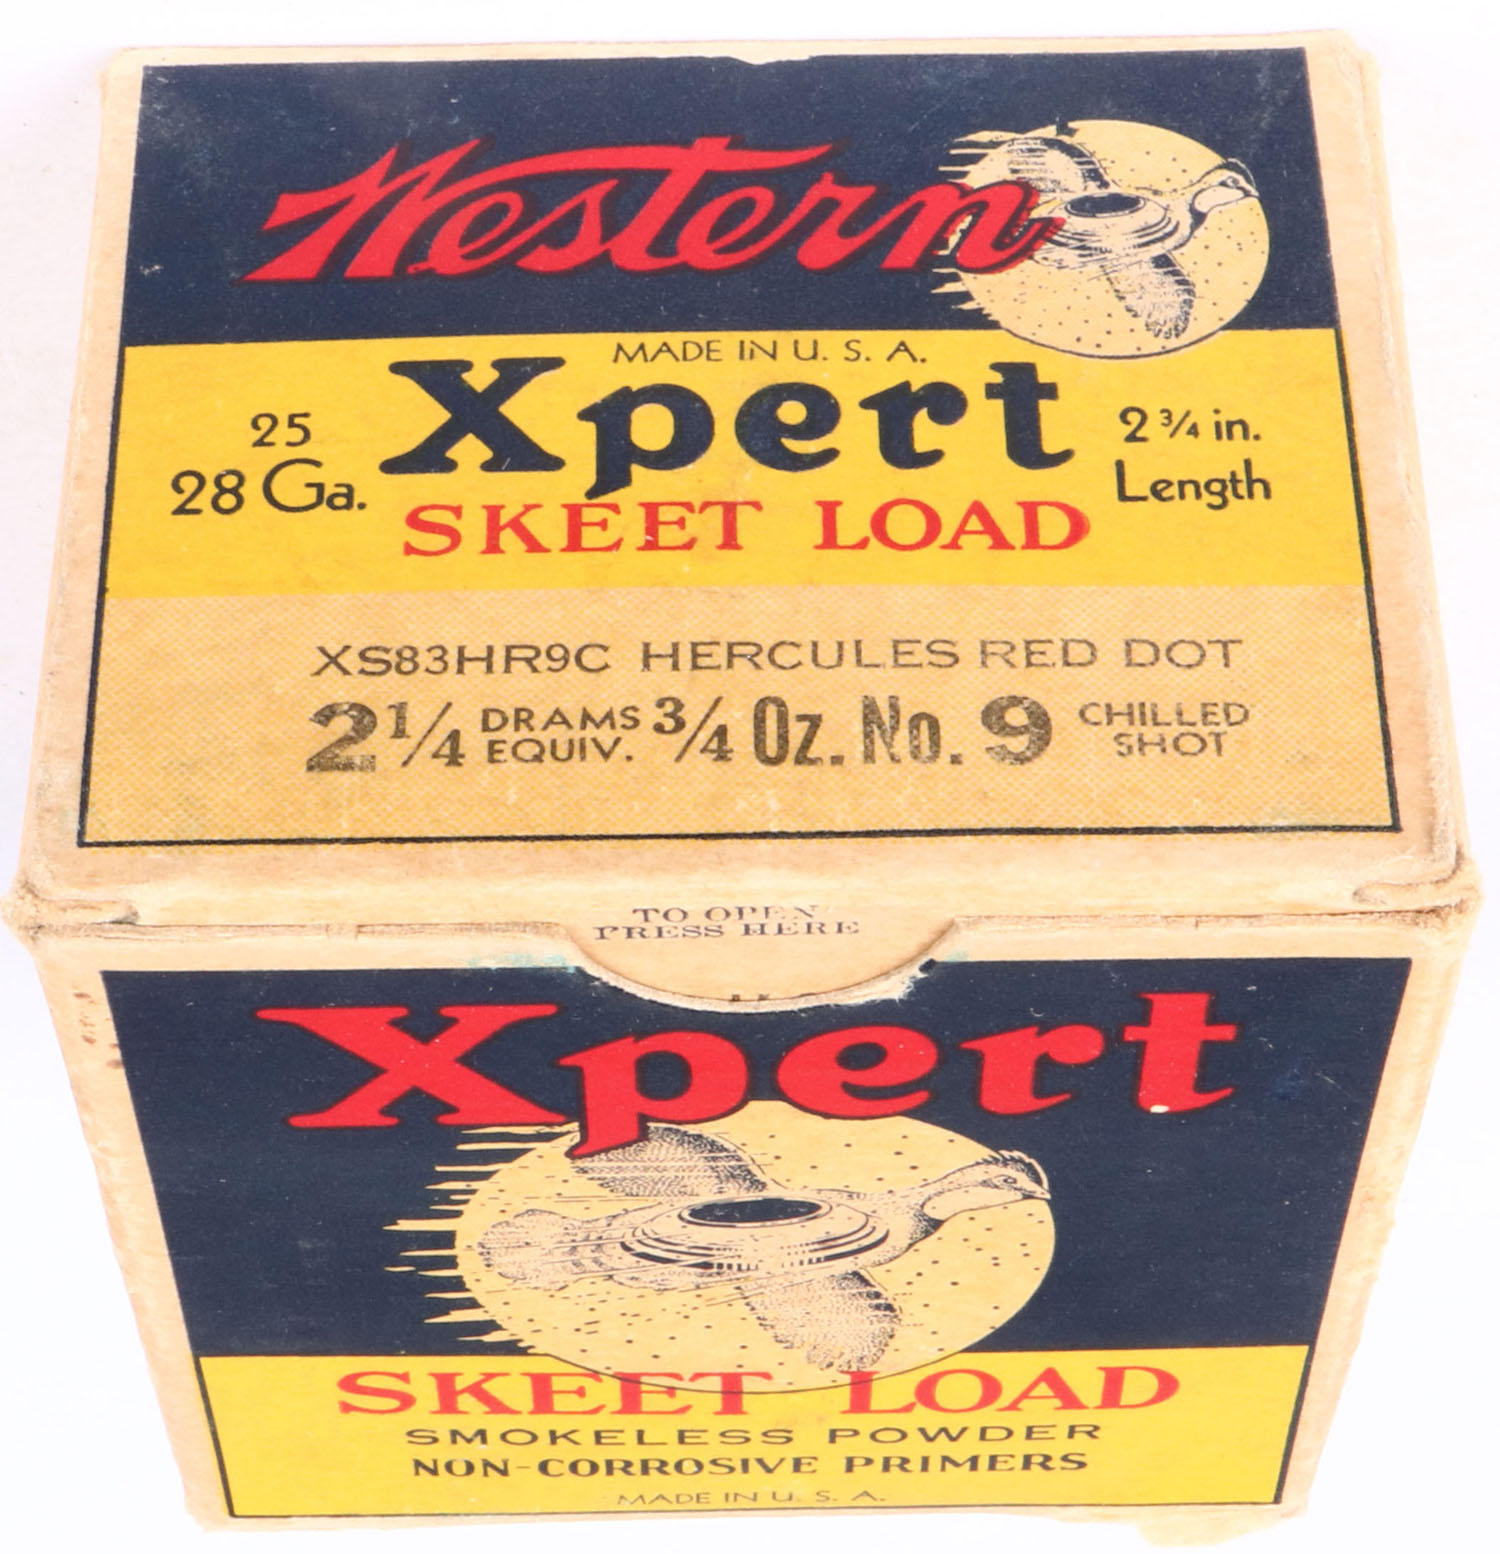 Western
MADE IN U. S. A.
25
28 Ga.
Xpert
2 3/4 in.
Length
SKEET LOAD
XS83HR9C HERCULES RED DOT
2 1/4 DRAMS EQUIV. 3/4 Oz. No. 9 CHILLED SHOT
TO OPEN
PRESS HERE
Xpert
SKEET LOAD
SMOKELESS POWDER
NON-CORROSIVE PRIMERS
MADE IN U. S. A.